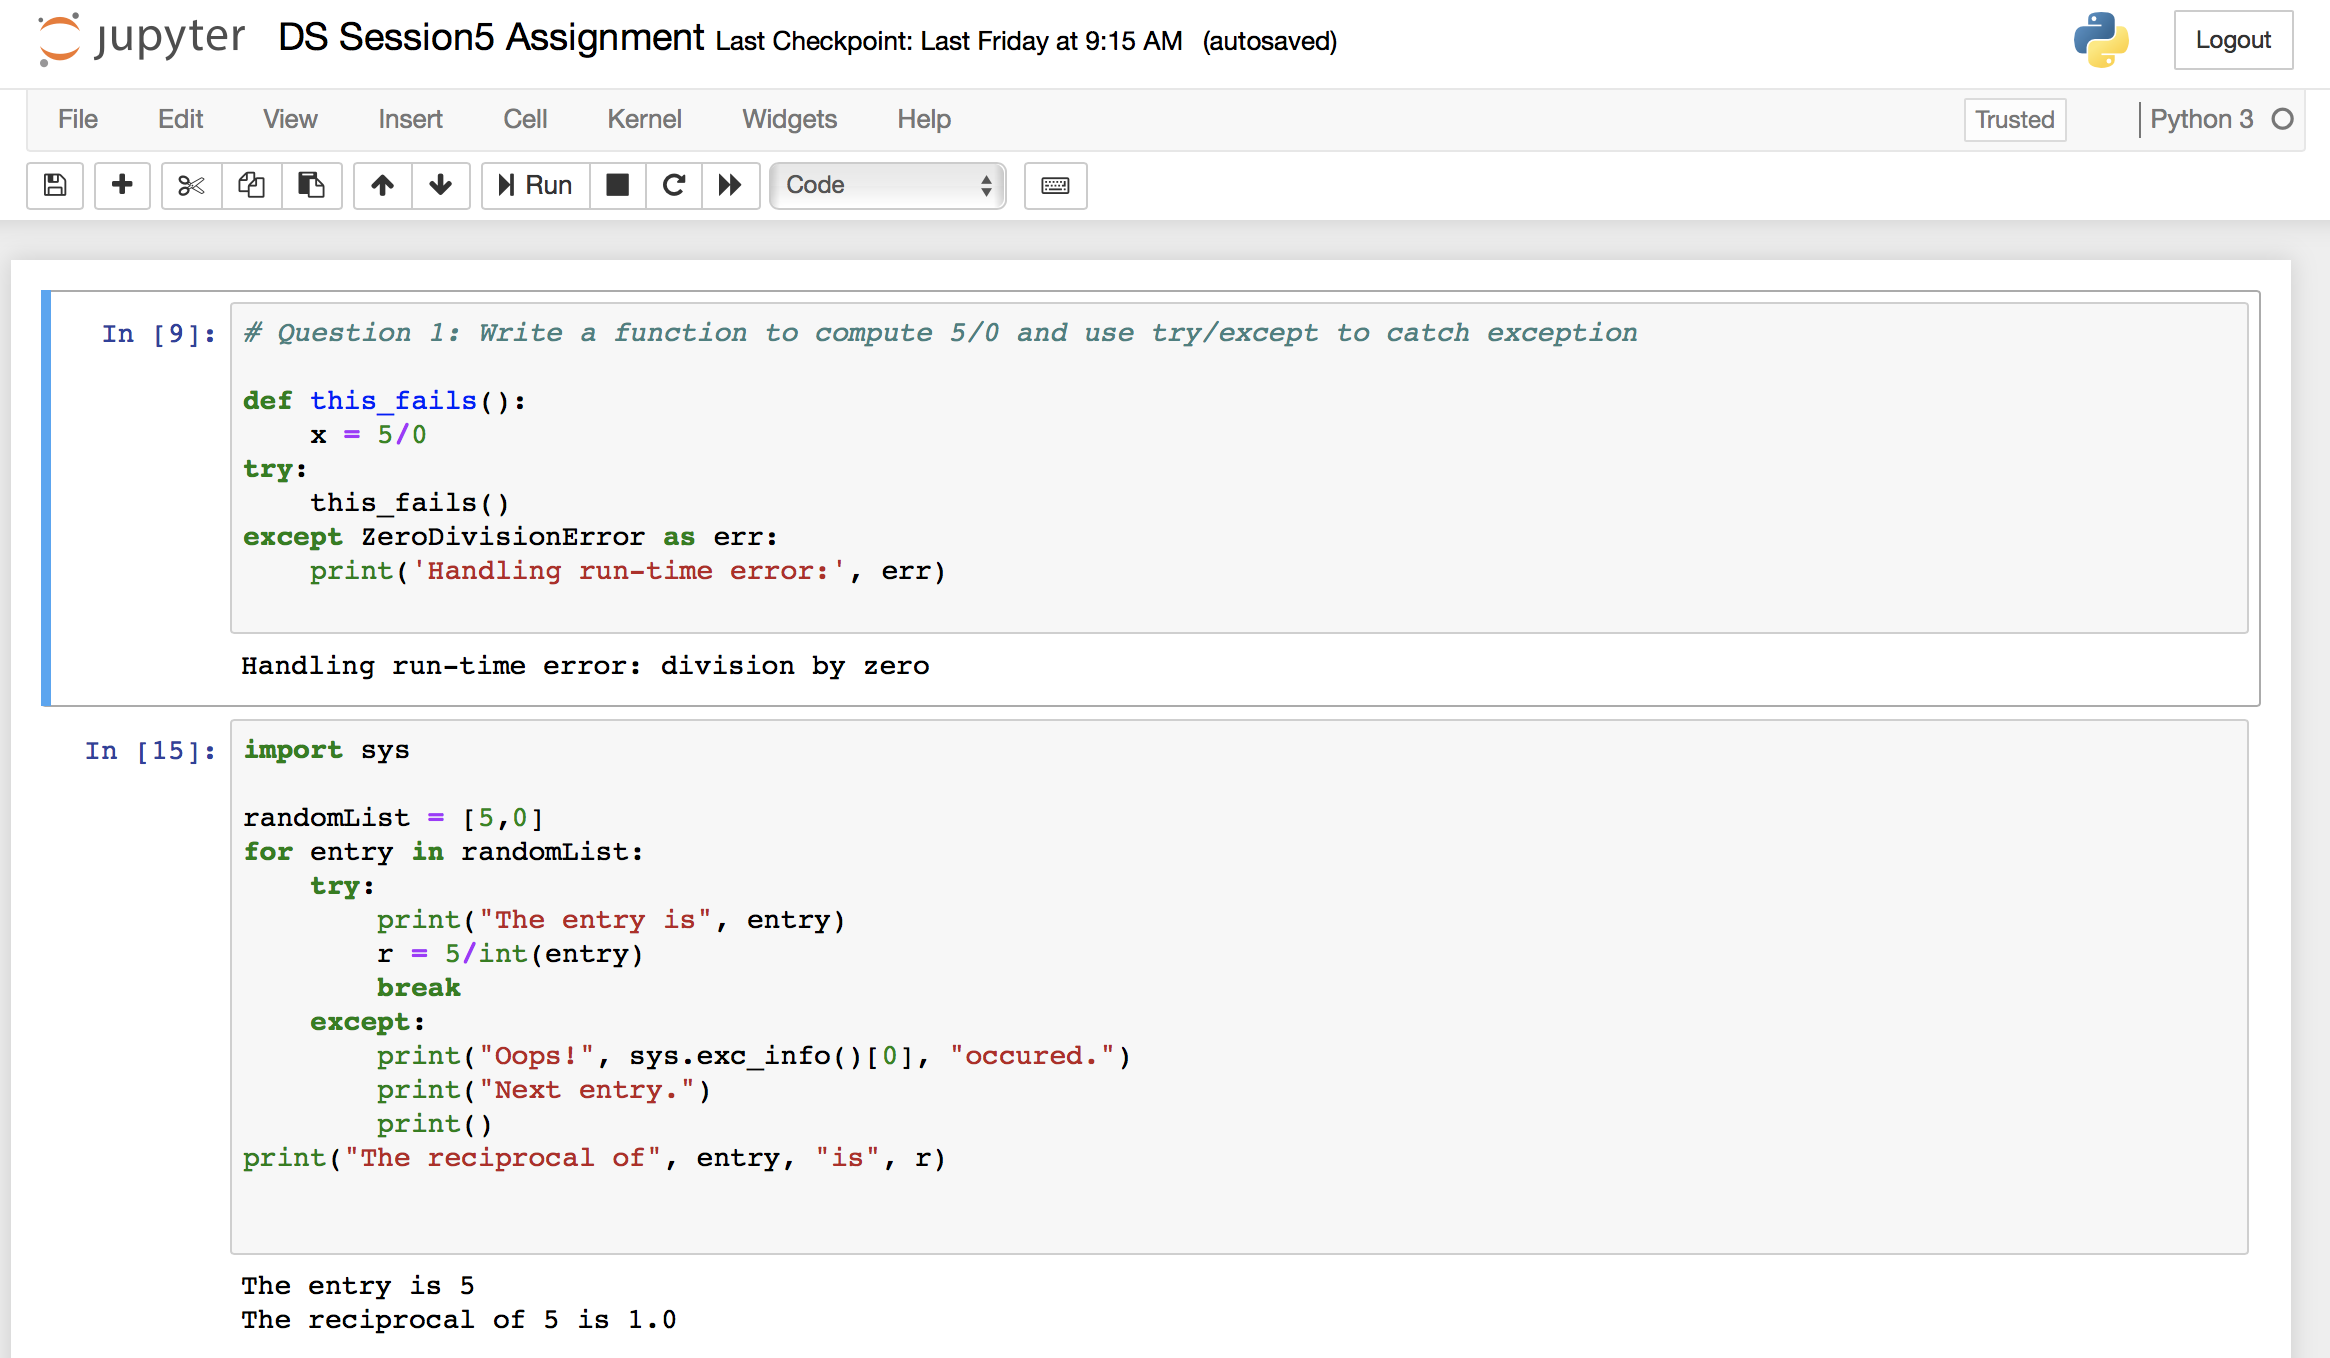 jupyter DS Session5 Assignment Last Checkpoint: Last Friday at 9:15 AM (autosaved) Logout
File Edit View Insert Cell Kernel Widgets Help Trusted Python 3
Run Code
In [9]: # Question 1: Write a function to compute 5/0 and use try/except to catch exception
def this_fails():
    x = 5/0
try:
    this_fails()
except ZeroDivisionError as err:
    print('Handling run-time error:', err)
Handling run-time error: division by zero
In [15]: import sys
randomList = [5,0]
for entry in randomList:
    try:
        print("The entry is", entry)
        r = 5/int(entry)
        break
    except:
        print("Oops!", sys.exc_info()[0], "occured.")
        print("Next entry.")
        print()
print("The reciprocal of", entry, "is", r)
The entry is 5
The reciprocal of 5 is 1.0